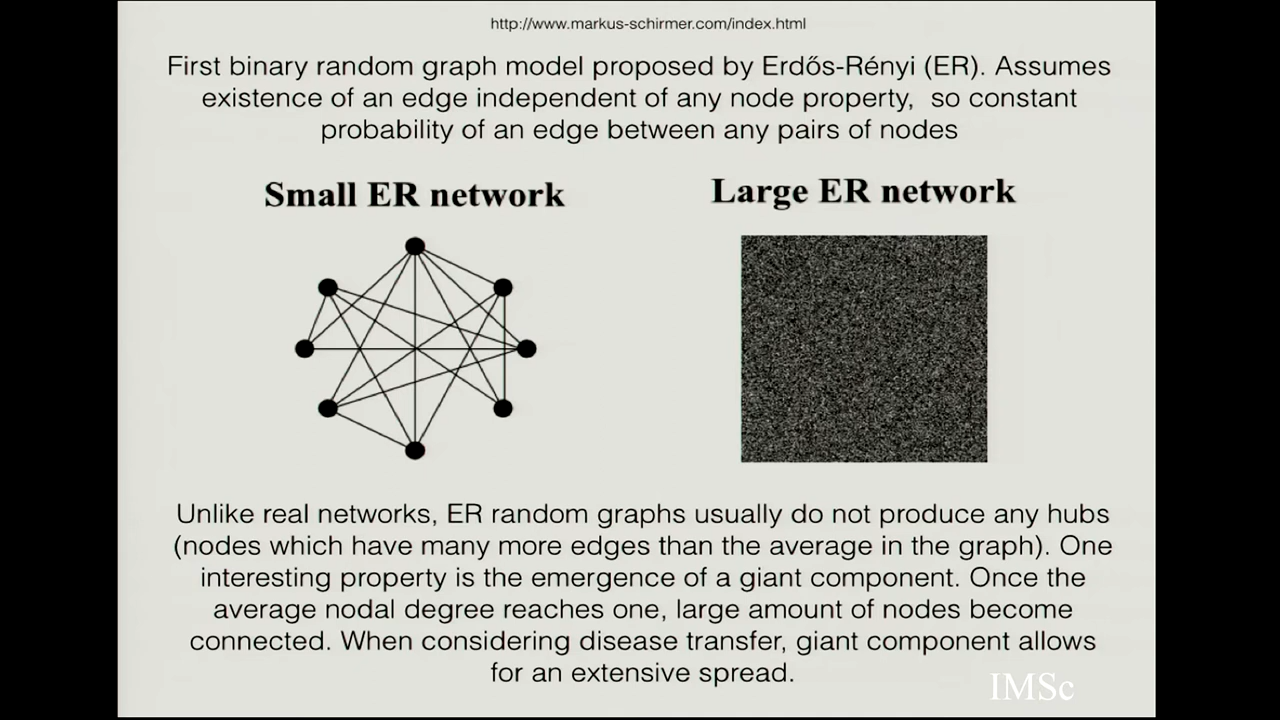 http://www.markus-schirmer.com/index.html
First binary random graph model proposed by Erdős-Rényi (ER). Assumes
existence of an edge independent of any node property, so constant
probability of an edge between any pairs of nodes
Small ER network
Large ER network
Unlike real networks, ER random graphs usually do not produce any hubs
(nodes which have many more edges than the average in the graph). One
interesting property is the emergence of a giant component. Once the
average nodal degree reaches one, large amount of nodes become
connected. When considering disease transfer, giant component allows
for an extensive spread.
IMSc